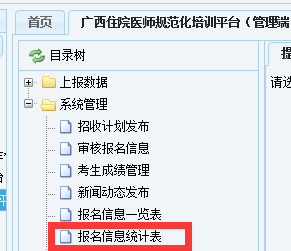 首页 广西住院医师规范化培训平台（管理端
目录树
上报数据
系统管理
招收计划发布
审核报名信息
考生成绩管理
新闻动态发布
报名信息一览表
报名信息统计表
提
请选